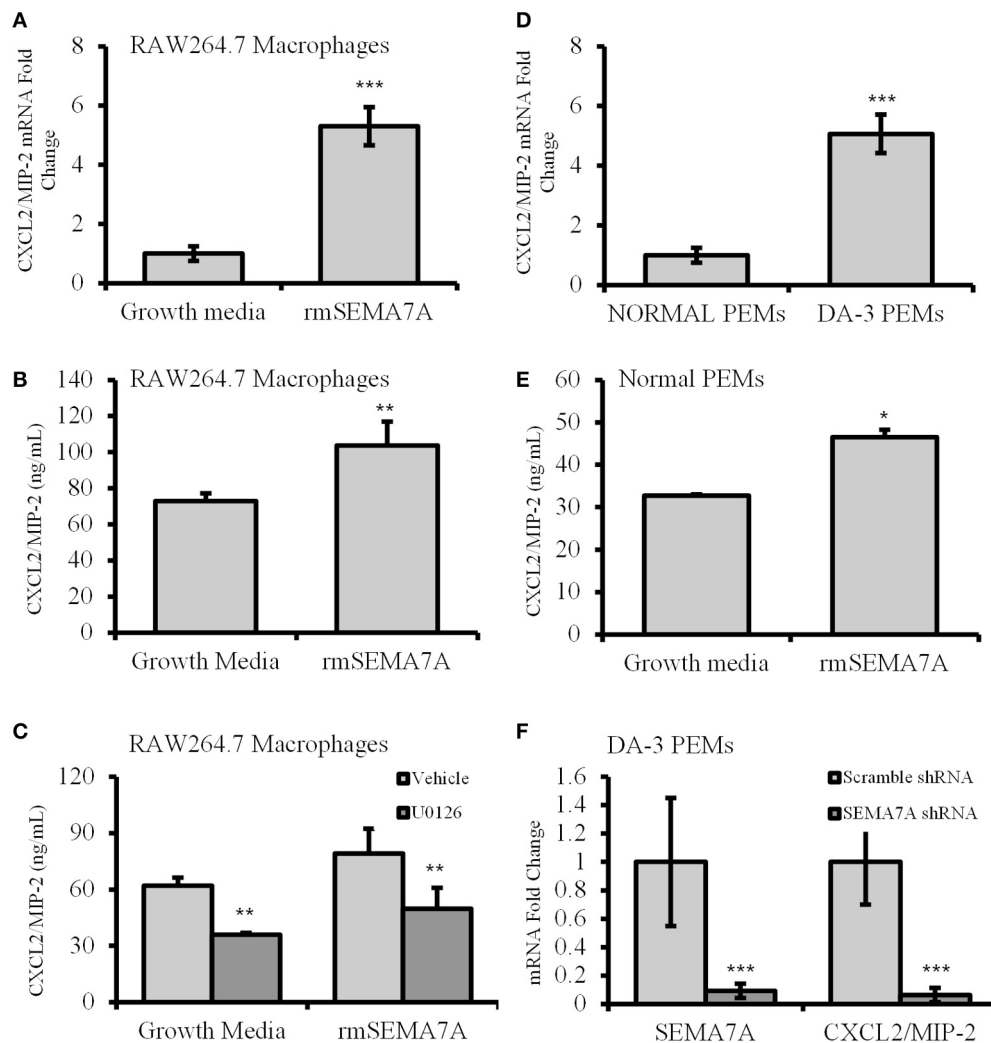 A
RAW264.7 Macrophages
CXCL2/MIP-2 mRNA Fold
Change
8
6
4
2
0
***
Growth media
rmSEMA7A
B
RAW264.7 Macrophages
CXCL2/MIP-2 (ng/mL)
140
120
100
80
60
40
20
0
**
Growth Media
rmSEMA7A
C
RAW264.7 Macrophages
CXCL2/MIP-2 (ng/mL)
120
90
60
30
0
Vehicle
U0126
**
**
Growth Media
rmSEMA7A
D
CXCL2/MIP-2 mRNA Fold
Change
8
6
4
2
0
***
NORMAL PEMs
DA-3 PEMs
E
Normal PEMs
CXCL2/MIP-2 (ng/mL)
60
50
40
30
20
10
0
*
Growth media
rmSEMA7A
F
DA-3 PEMs
mRNA Fold Change
1.6
1.4
1.2
1
0.8
0.6
0.4
0.2
0
Scramble shRNA
SEMA7A shRNA
***
***
SEMA7A
CXCL2/MIP-2